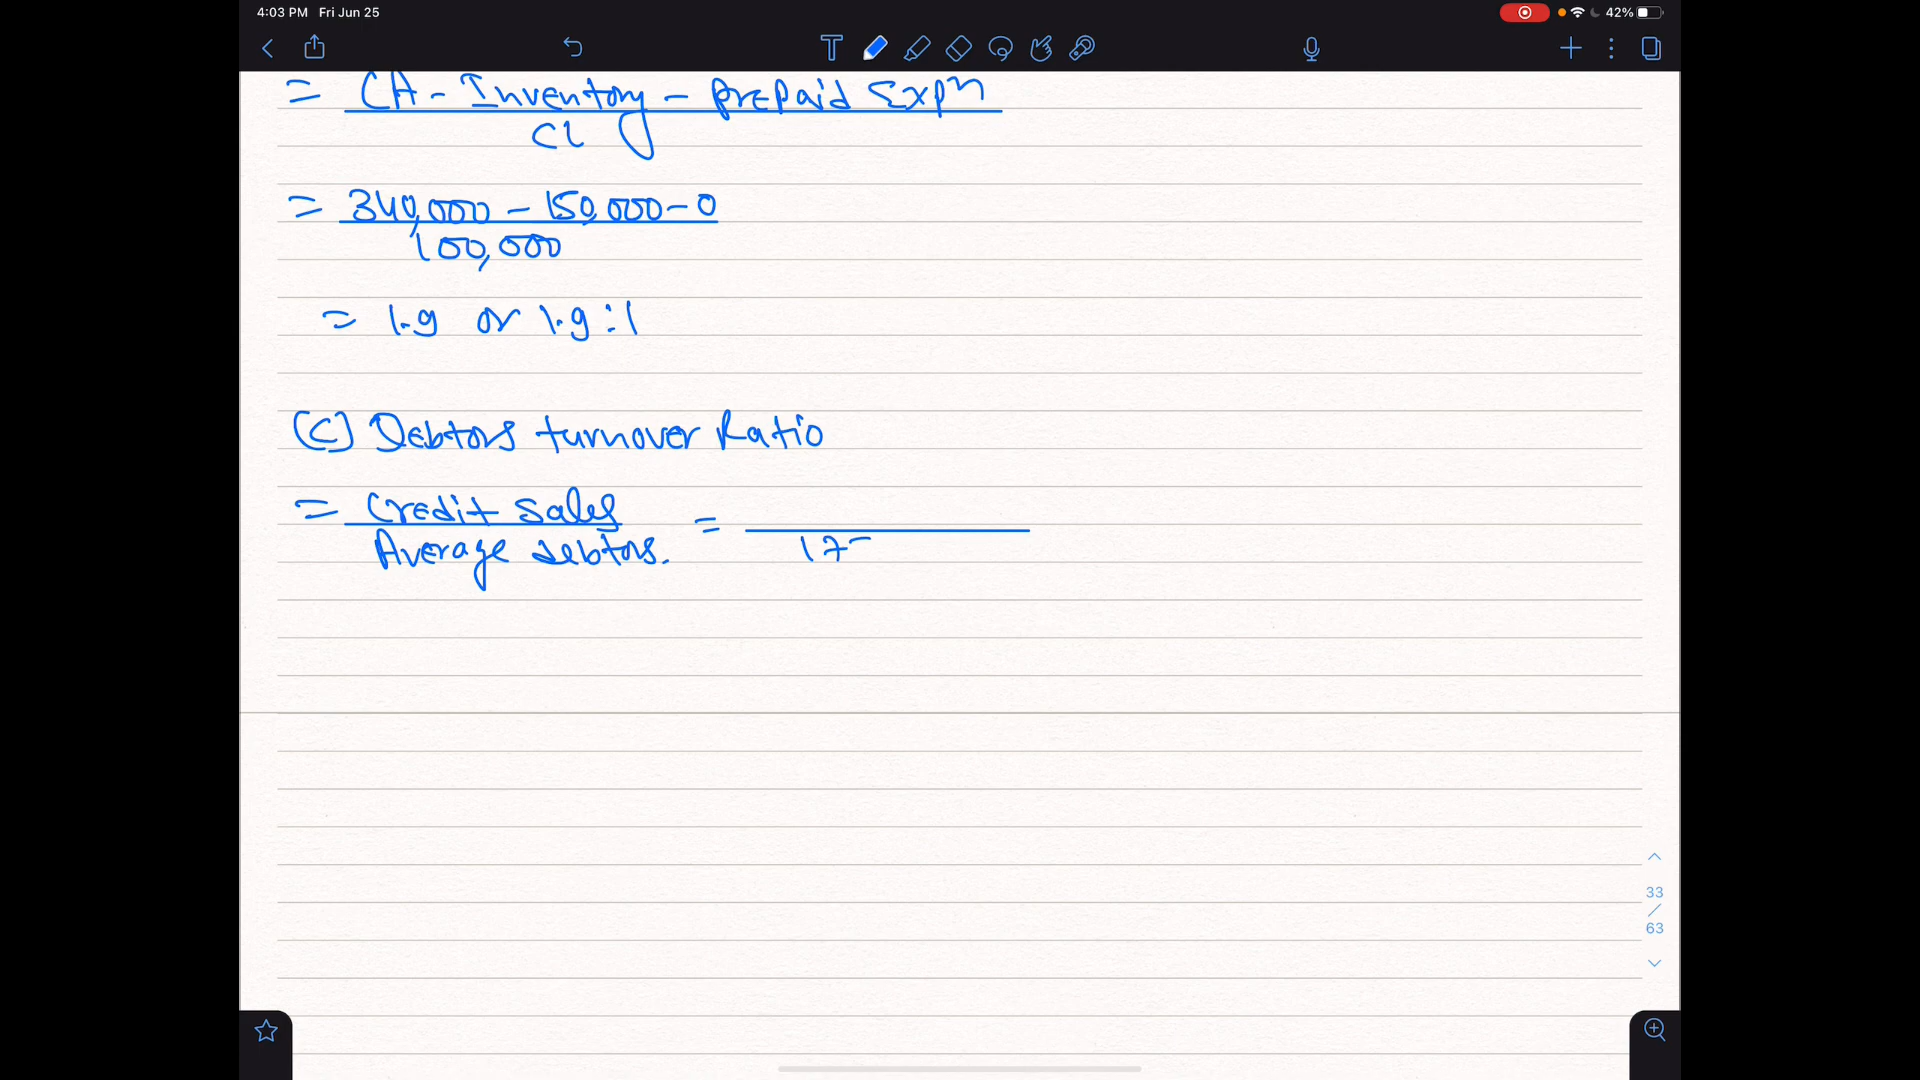 4:03 PM Fri Jun 25
42%
T
= CA - Inventory - Prepaid Expn
CL
= 340,000 - 150,000 - 0
100,000
= 1.9 or 1.9 : 1
(C) Debtors turnover Ratio
= Credit Sales =
Average debtors. 17
33
/
63